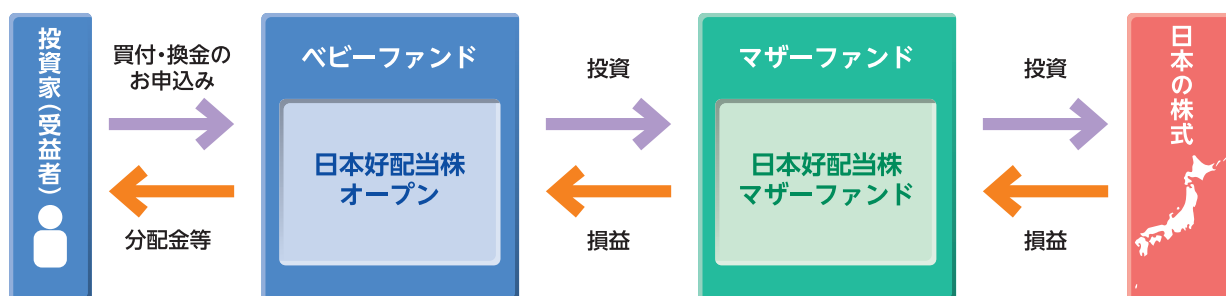 投資家(受益者)
買付・換金の
お申込み
分配金等
ベビーファンド
日本好配当株
オープン
投資
損益
マザーファンド
日本好配当株
マザーファンド
投資
損益
日本の株式